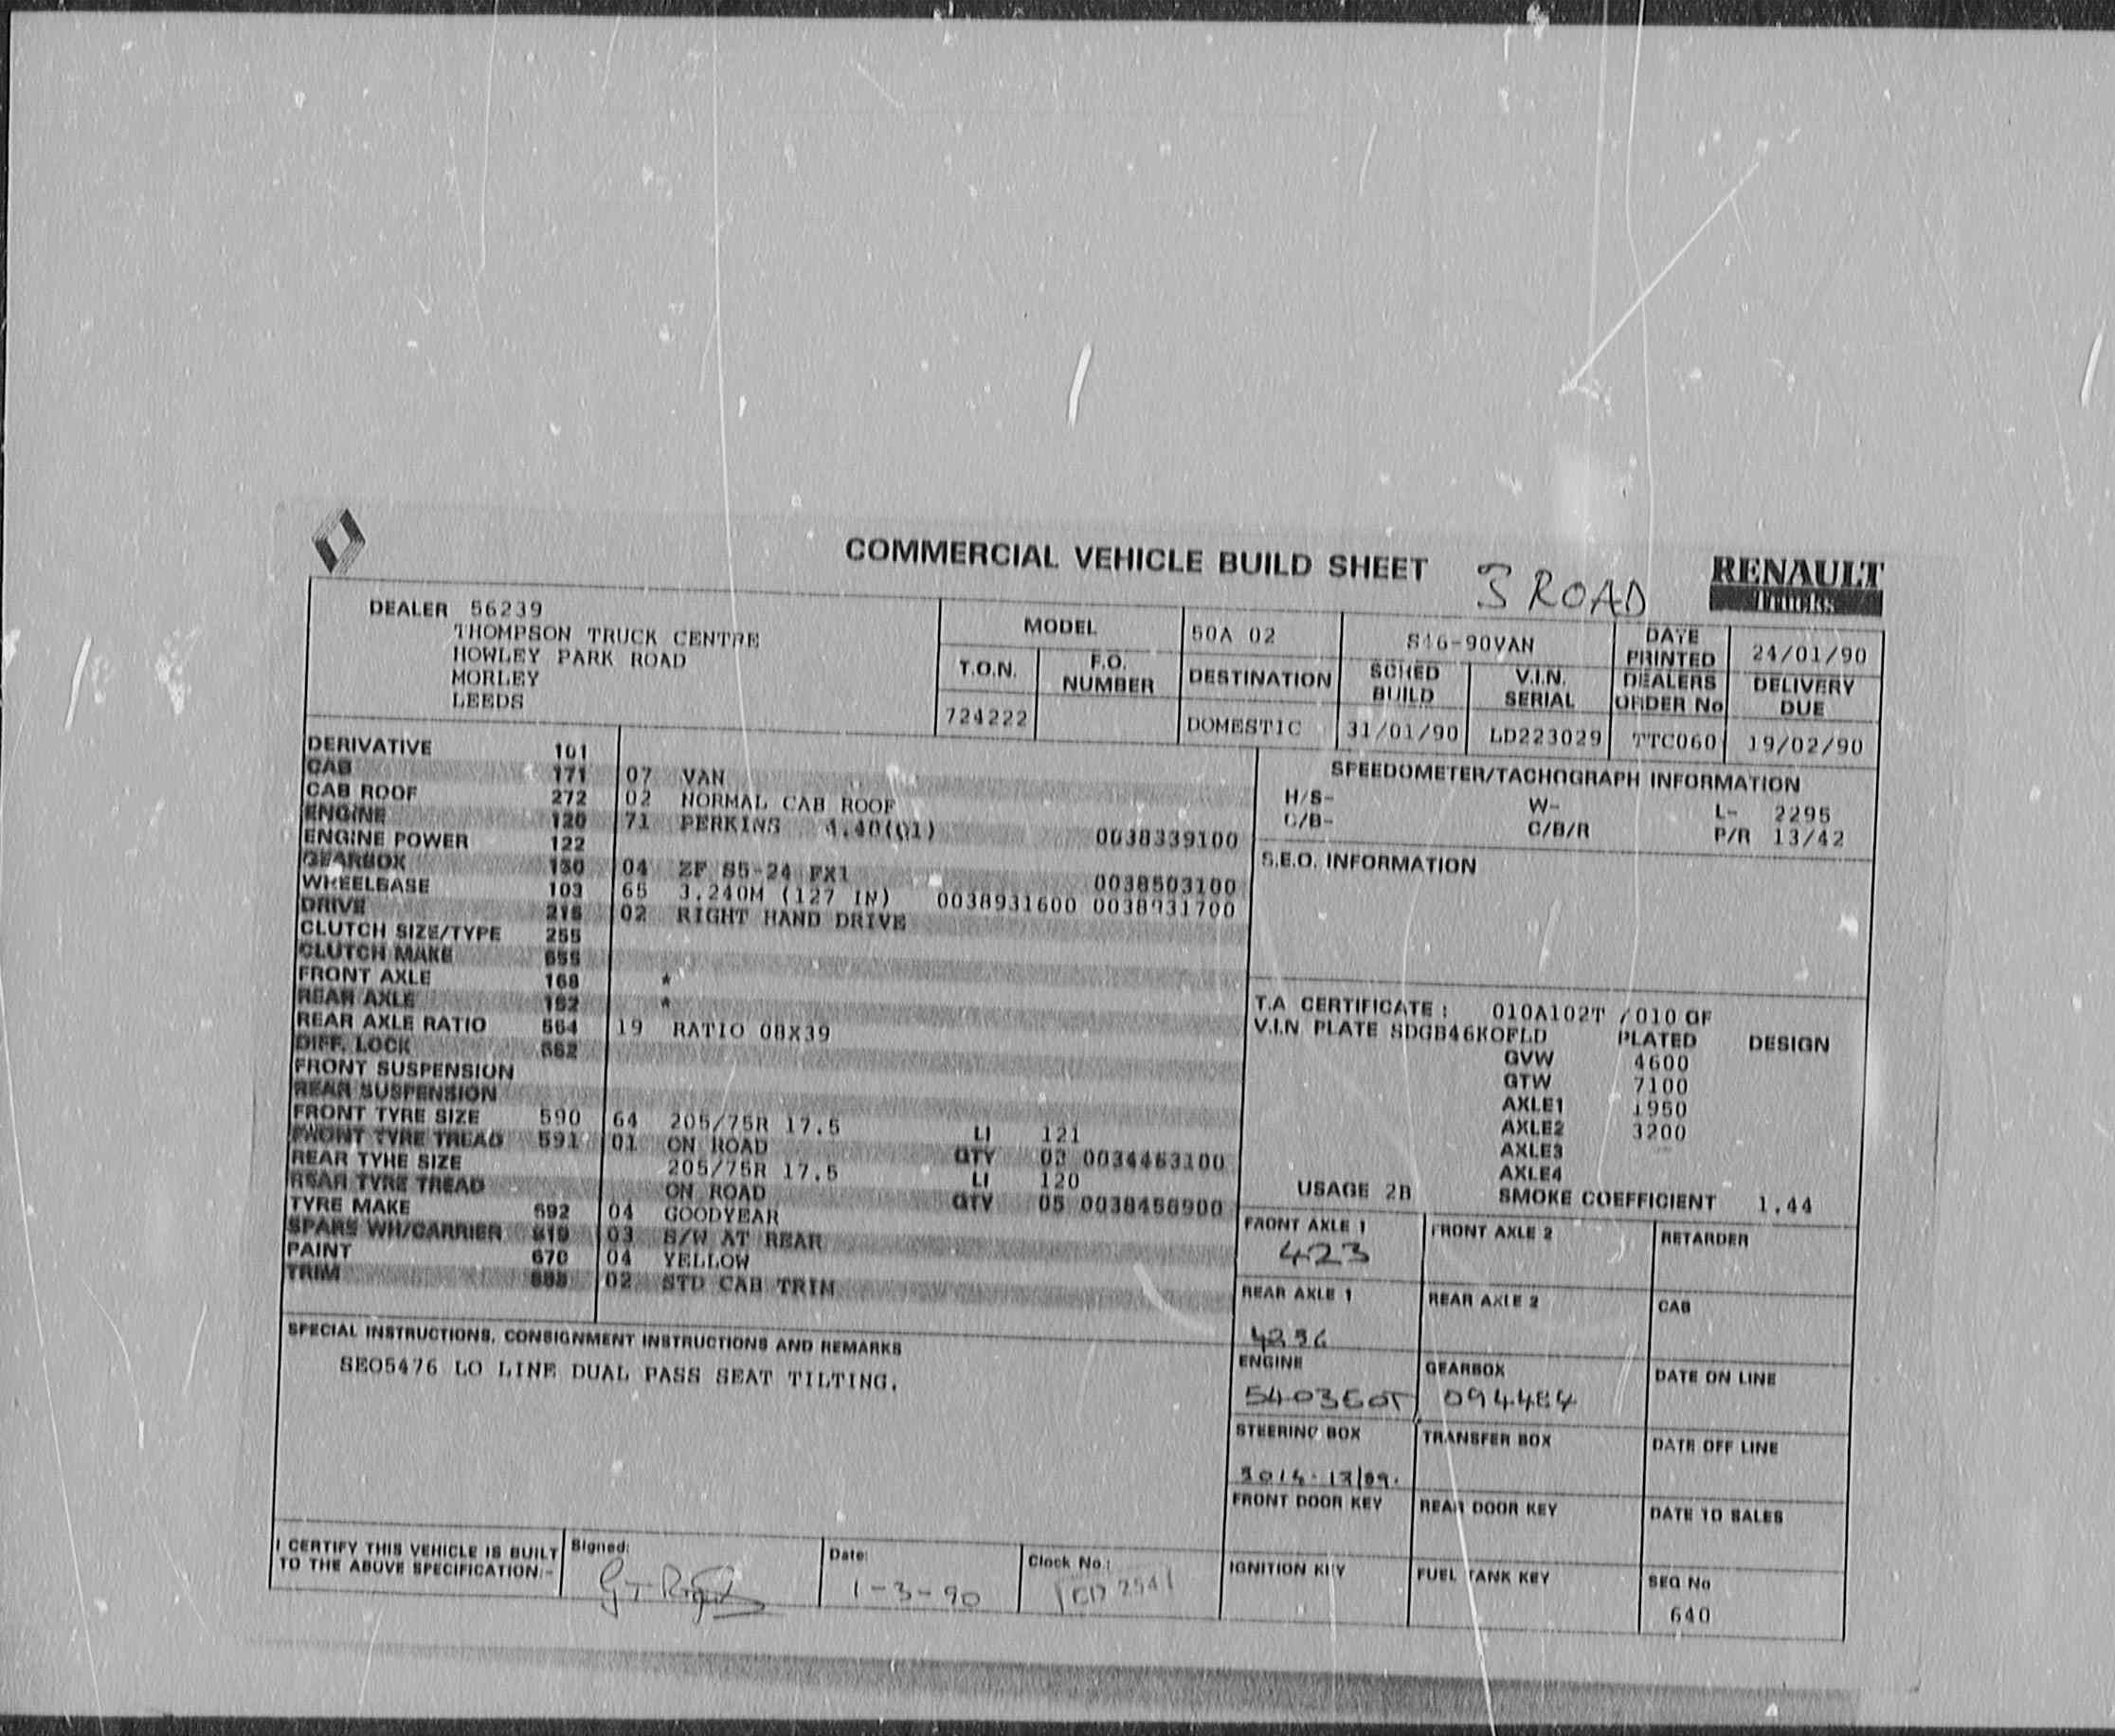 COMMERCIAL VEHICLE BUILD SHEET
ROAD
RENAULT
Trucks
DEALER 56239
THOMPSON TRUCK CENTRE
HOWLEY PARK ROAD
MORLEY
LEEDS
MODEL 50A 02 S46-90VAN DATE PRINTED 24/01/90
T.O.N. F.O. NUMBER DESTINATION SCHED BUILD V.I.N. SERIAL DEALERS ORDER No DELIVERY DUE
724222 DOMESTIC 31/01/90 LD223029 TTC060 19/02/90
DERIVATIVE 101
CAB 171 07 VAN
CAB ROOF 272 02 NORMAL CAB ROOF
ENGINE 120 71 PERKINS 4.40(Q1) 0038339100
ENGINE POWER 122
GEARBOX 130 04 ZF S5-24 FX1 0038503100
WHEELBASE 103 65 3.240M (127 IN) 0038931600 0038931700
DRIVE 216 02 RIGHT HAND DRIVE
CLUTCH SIZE/TYPE 255
CLUTCH MAKE 655
FRONT AXLE 168 *
REAR AXLE 182 *
REAR AXLE RATIO 564 19 RATIO 08X39
DIFF. LOCK 562
FRONT SUSPENSION
REAR SUSPENSION
FRONT TYRE SIZE 590 64 205/75R 17.5 LI 121
FRONT TYRE TREAD 591 01 ON ROAD QTY 02 0034463100
REAR TYRE SIZE 205/75R 17.5 LI 120
REAR TYRE TREAD ON ROAD QTY 05 0038456900
TYRE MAKE 592 04 GOODYEAR
SPARE WH/CARRIER 619 03 S/W AT REAR
PAINT 670 04 YELLOW
TRIM 02 STD CAB TRIM
SPEEDOMETER/TACHOGRAPH INFORMATION
H/S- W- L- 2295
C/B- C/B/R P/R 13/42
S.E.O. INFORMATION
T.A CERTIFICATE : 010A102T /010 OF
V.I.N. PLATE SDGB46KOFLD PLATED DESIGN
GVW 4600
GTW 7100
AXLE1 1950
AXLE2 3200
AXLE3
AXLE4
USAGE 2B SMOKE COEFFICIENT 1.44
FRONT AXLE 1 FRONT AXLE 2 RETARDER
423
REAR AXLE 1 REAR AXLE 2 CAB
ENGINE GEARBOX DATE ON LINE
094484
STEERING BOX TRANSFER BOX DATE OFF LINE
FRONT DOOR KEY REAR DOOR KEY DATE TO SALES
IGNITION KEY FUEL TANK KEY SEQ No
640
SPECIAL INSTRUCTIONS, CONSIGNMENT INSTRUCTIONS AND REMARKS
SEO5476 LO LINE DUAL PASS SEAT TILTING.
I CERTIFY THIS VEHICLE IS BUILT
TO THE ABOVE SPECIFICATION:-
Signed:
Date: 1-3-90
Clock No.: